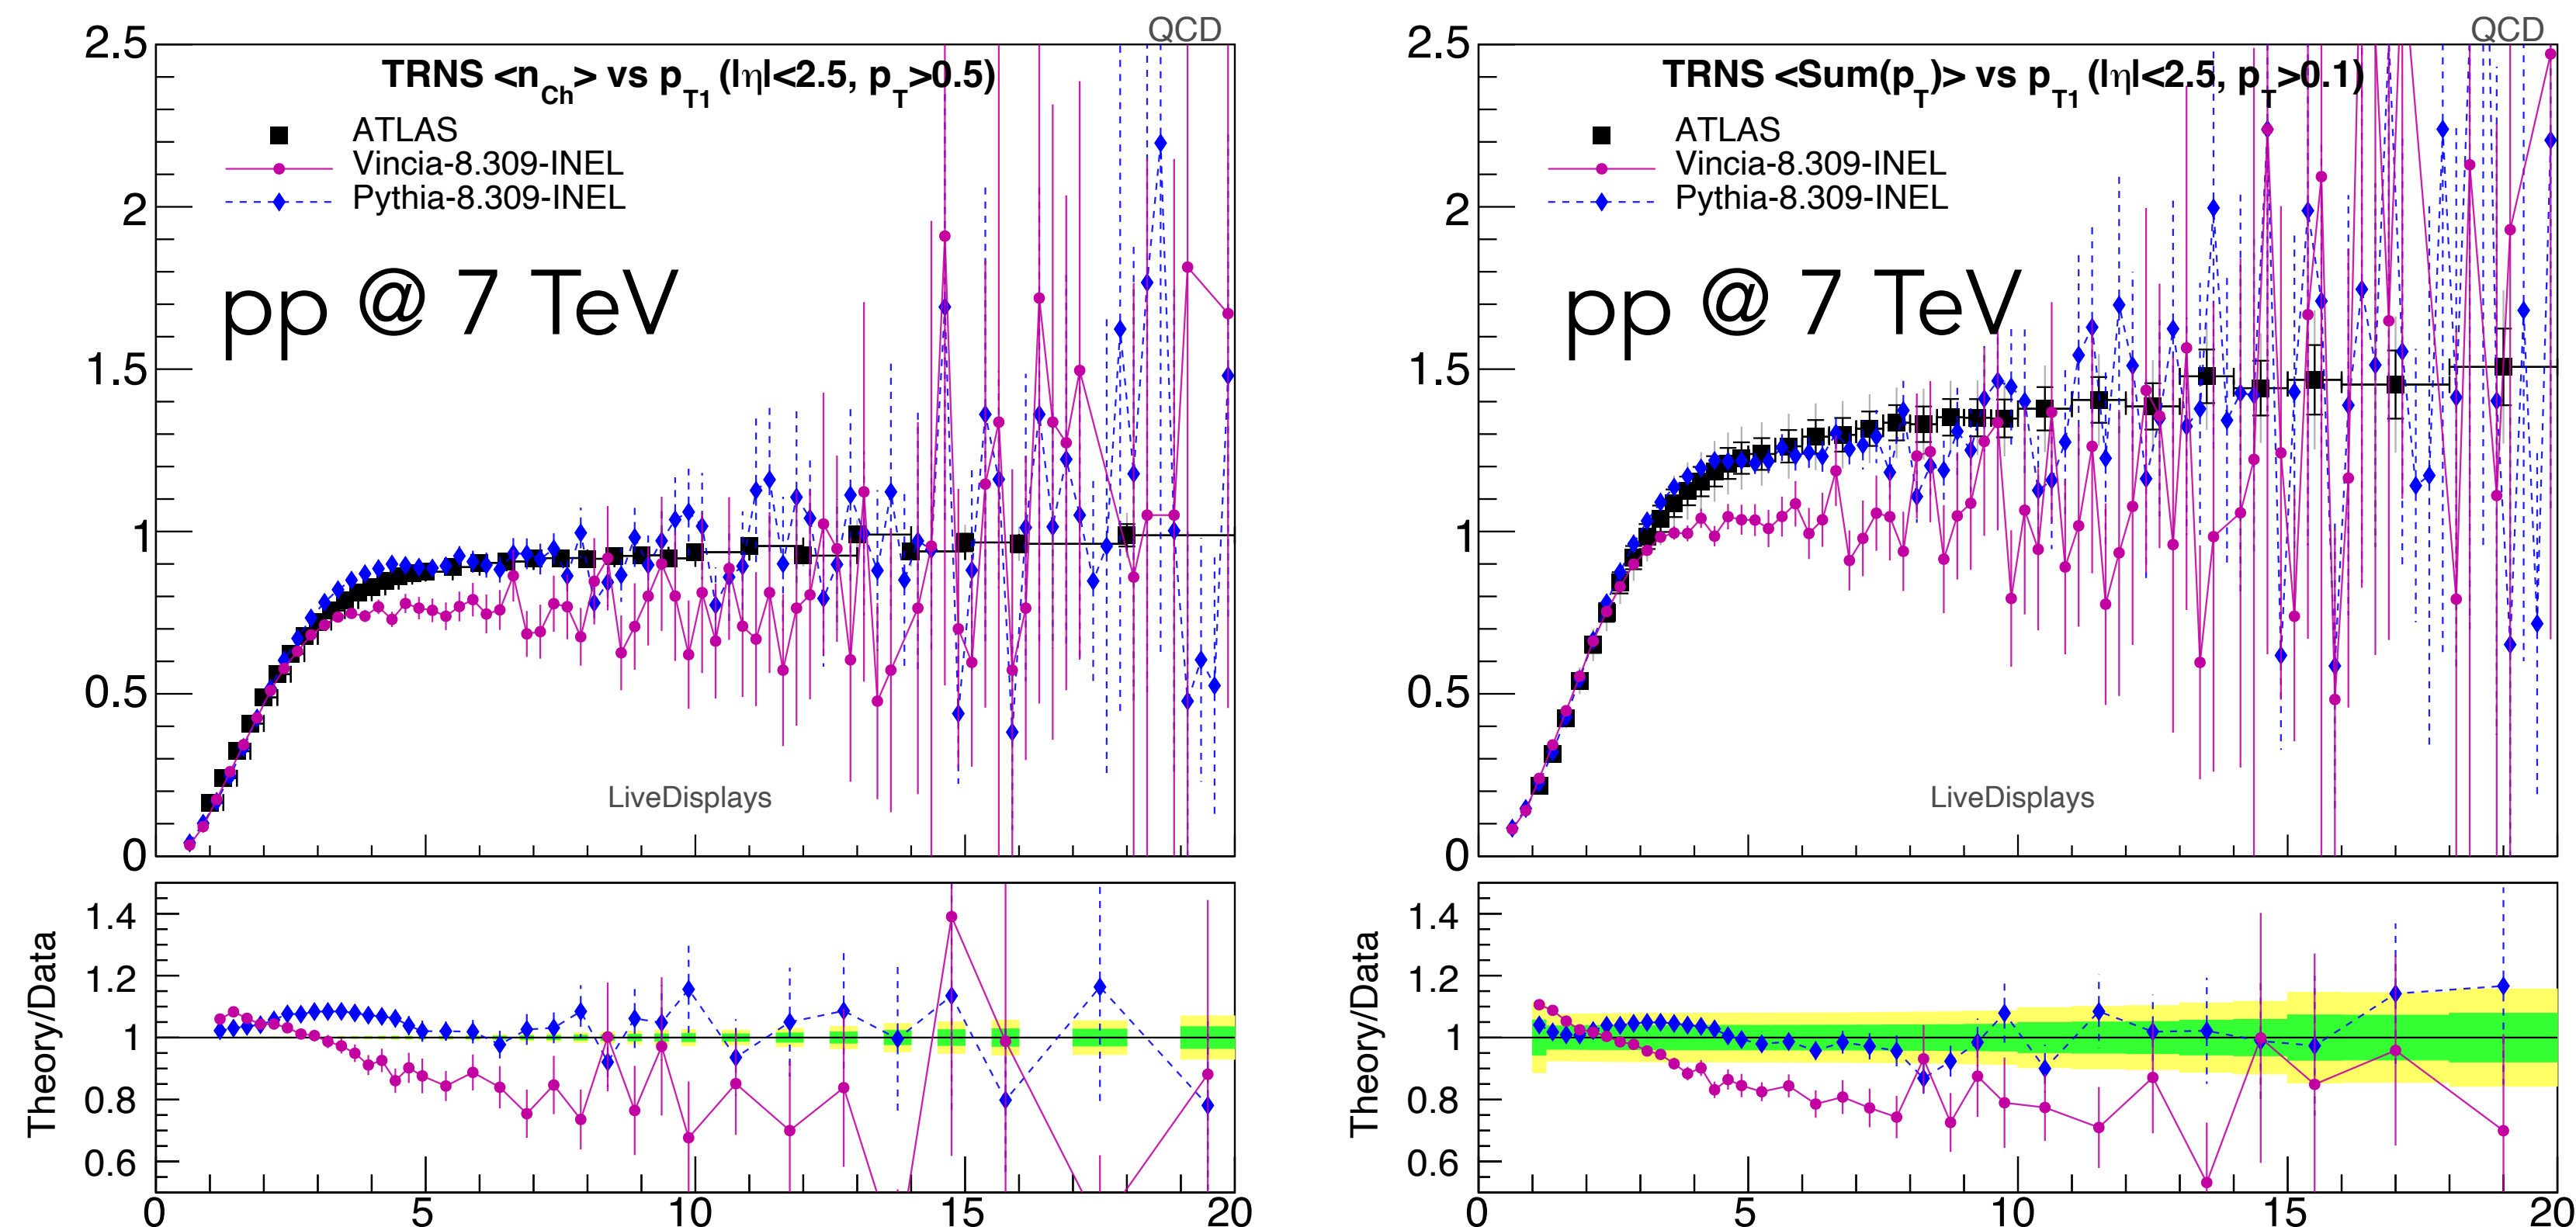 QCD
TRNS <n_Ch> vs p_T1 (|η|<2.5, p_T>0.5)
ATLAS
Vincia-8.309-INEL
Pythia-8.309-INEL
pp @ 7 TeV
LiveDisplays
2.5
2
1.5
1
0.5
0
Theory/Data
1.4
1.2
1
0.8
0.6
0 5 10 15 20
QCD
TRNS <Sum(p_T)> vs p_T1 (|η|<2.5, p_T>0.1)
ATLAS
Vincia-8.309-INEL
Pythia-8.309-INEL
pp @ 7 TeV
LiveDisplays
2.5
2
1.5
1
0.5
0
Theory/Data
1.4
1.2
1
0.8
0.6
0 5 10 15 20